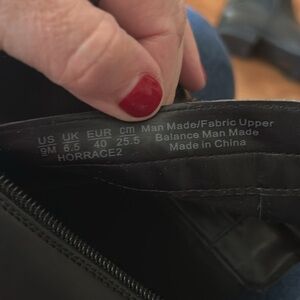 US UK EUR cm Man Made/Fabric Upper
9M 6.5 40 25.5 Balance Man Made
HORRACE2 Made in China